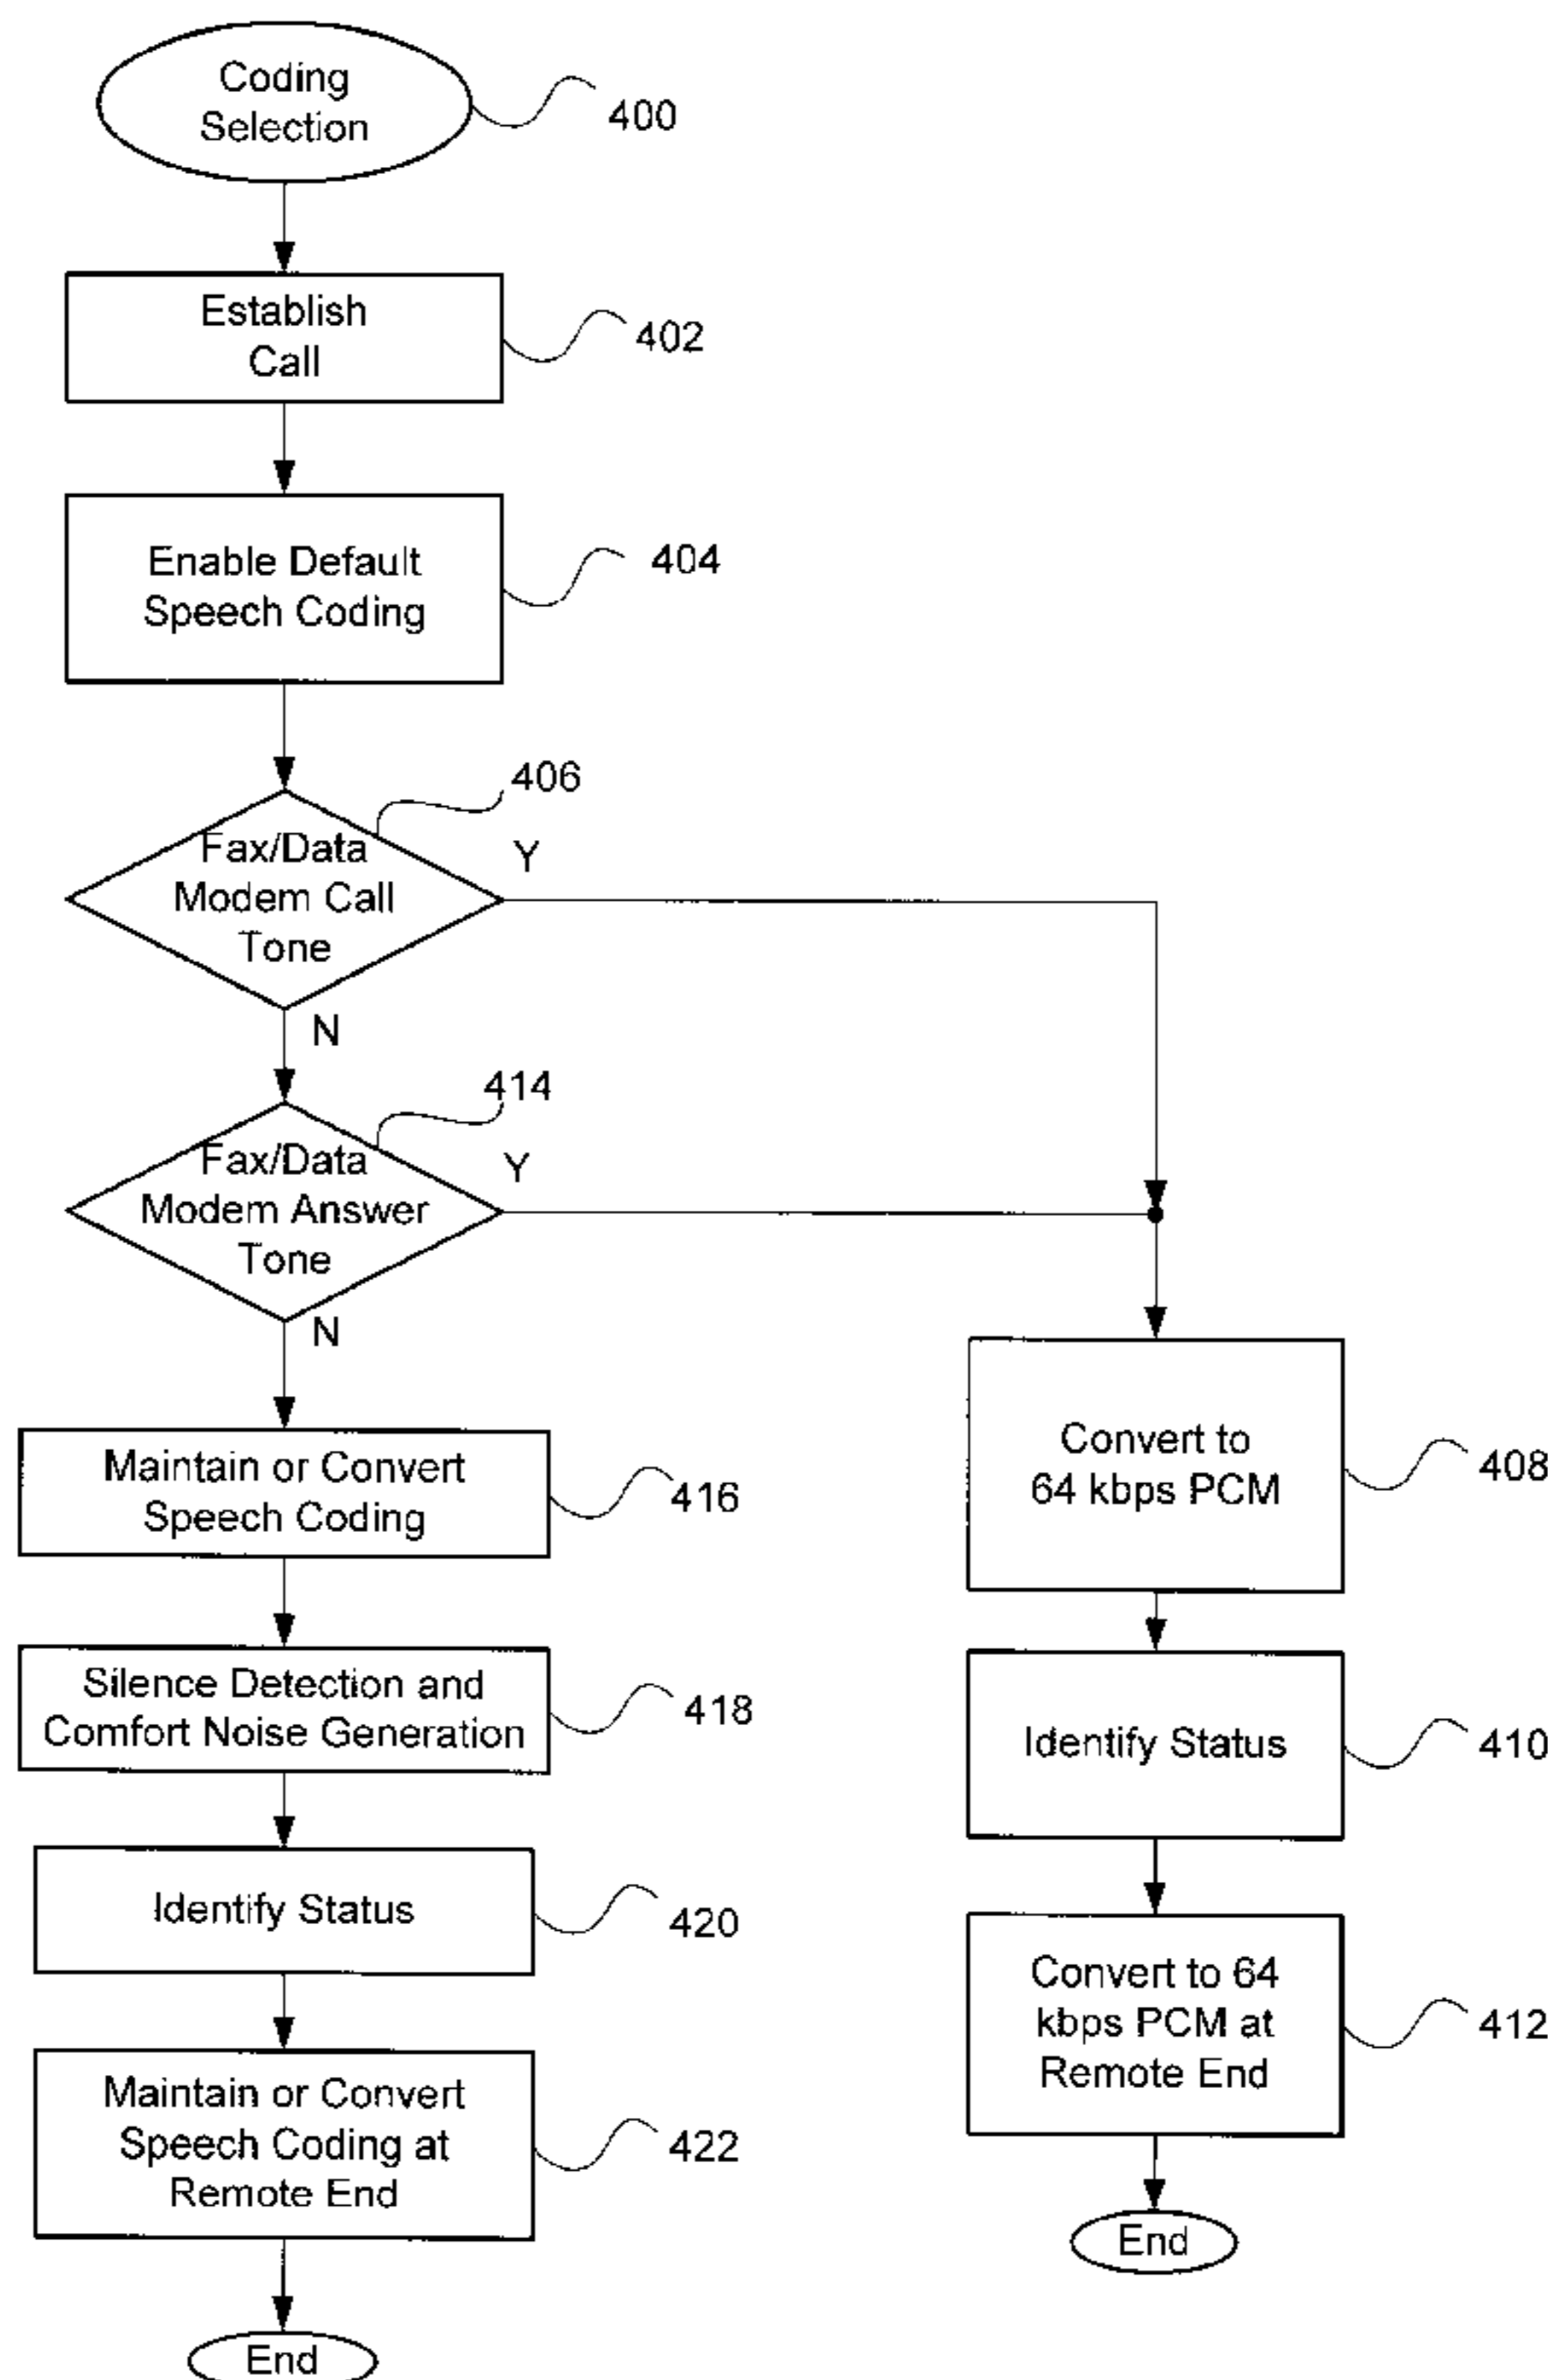 Coding
Selection
400
Establish
Call
402
Enable Default
Speech Coding
404
406
Fax/Data
Modem Call
Tone
Y
N
414
Fax/Data
Modem Answer
Tone
Y
N
Maintain or Convert
Speech Coding
416
Silence Detection and
Comfort Noise Generation
418
Identify Status
420
Maintain or Convert
Speech Coding at
Remote End
422
End
Convert to
64 kbps PCM
408
Identify Status
410
Convert to 64
kbps PCM at
Remote End
412
End